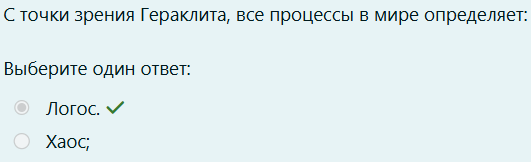 С точки зрения Гераклита, все процессы в мире определяет:
Выберите один ответ:
Логос.
Хаос;